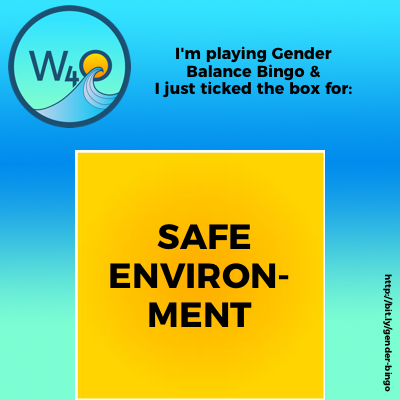 W4O
I'm playing Gender
Balance Bingo &
I just ticked the box for:
SAFE
ENVIRON-
MENT
http://bit.ly/gender-bingo